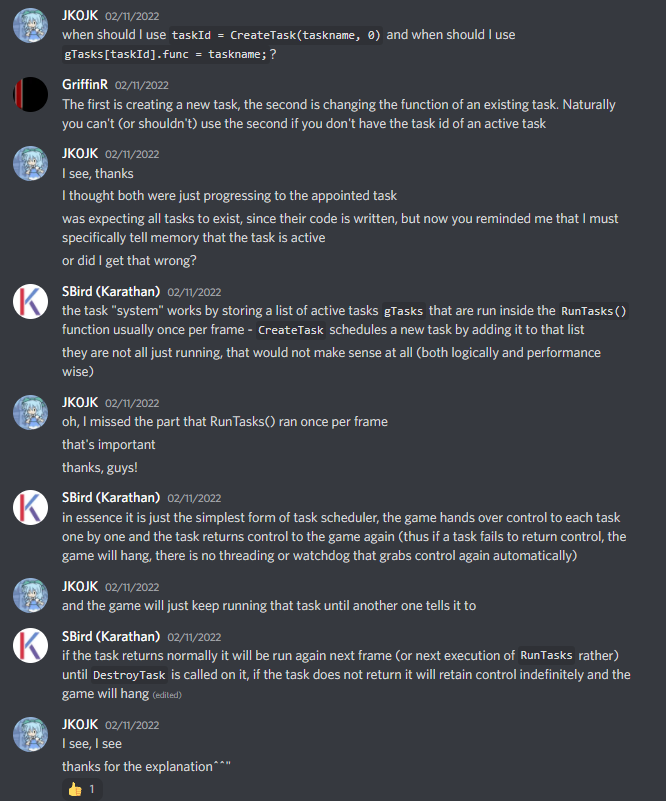 JK0JK 02/11/2022
when should I use taskId = CreateTask(taskname, 0) and when should I use
gTasks[taskId].func = taskname; ?
GriffinR 02/11/2022
The first is creating a new task, the second is changing the function of an existing task. Naturally
you can't (or shouldn't) use the second if you don't have the task id of an active task
JK0JK 02/11/2022
I see, thanks
I thought both were just progressing to the appointed task
was expecting all tasks to exist, since their code is written, but now you reminded me that I must
specifically tell memory that the task is active
or did I get that wrong?
SBird (Karathan) 02/11/2022
the task "system" works by storing a list of active tasks gTasks that are run inside the RunTasks()
function usually once per frame - CreateTask schedules a new task by adding it to that list
they are not all just running, that would not make sense at all (both logically and performance
wise)
JK0JK 02/11/2022
oh, I missed the part that RunTasks() ran once per frame
that's important
thanks, guys!
SBird (Karathan) 02/11/2022
in essence it is just the simplest form of task scheduler, the game hands over control to each task
one by one and the task returns control to the game again (thus if a task fails to return control, the
game will hang, there is no threading or watchdog that grabs control again automatically)
JK0JK 02/11/2022
and the game will just keep running that task until another one tells it to
SBird (Karathan) 02/11/2022
if the task returns normally it will be run again next frame (or next execution of RunTasks rather)
until DestroyTask is called on it, if the task does not return it will retain control indefinitely and the
game will hang (edited)
JK0JK 02/11/2022
I see, I see
thanks for the explanation^^"
👍 1